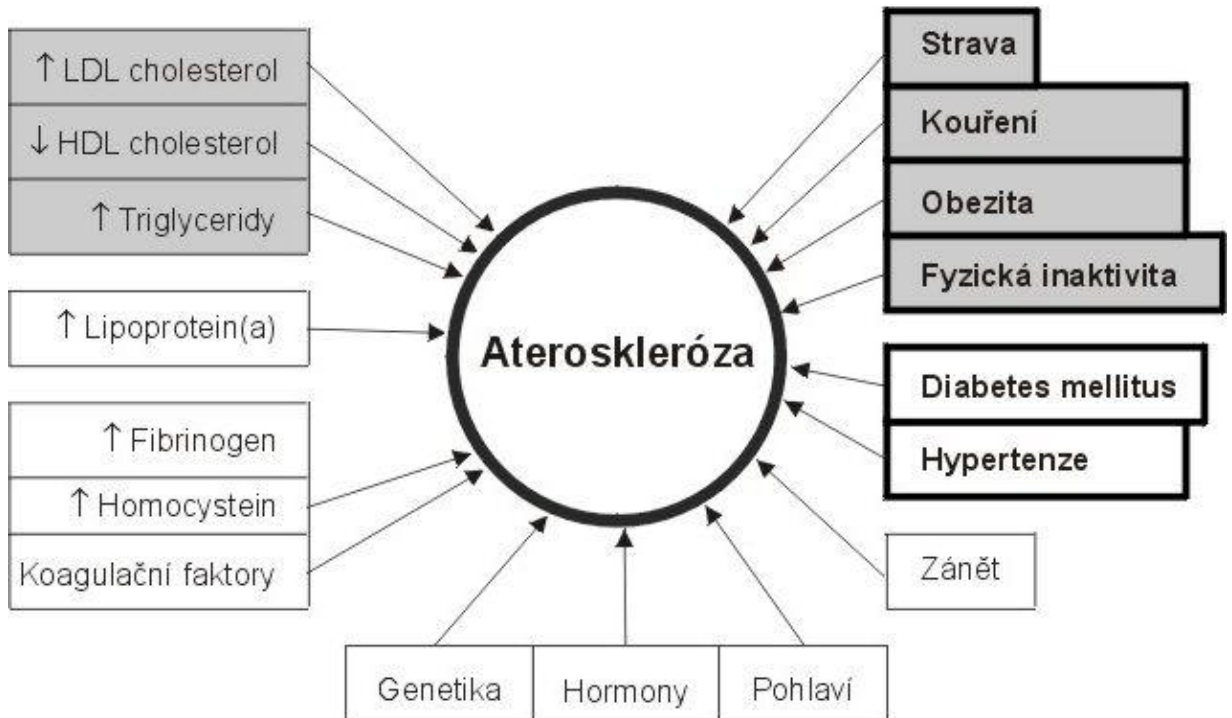 ↑ LDL cholesterol
↓ HDL cholesterol
↑ Triglyceridy
↑ Lipoprotein(a)
↑ Fibrinogen
↑ Homocystein
Koagulační faktory
Ateroskleróza
Strava
Kouření
Obezita
Fyzická inaktivita
Diabetes mellitus
Hypertenze
Zánět
Genetika
Hormony
Pohlaví